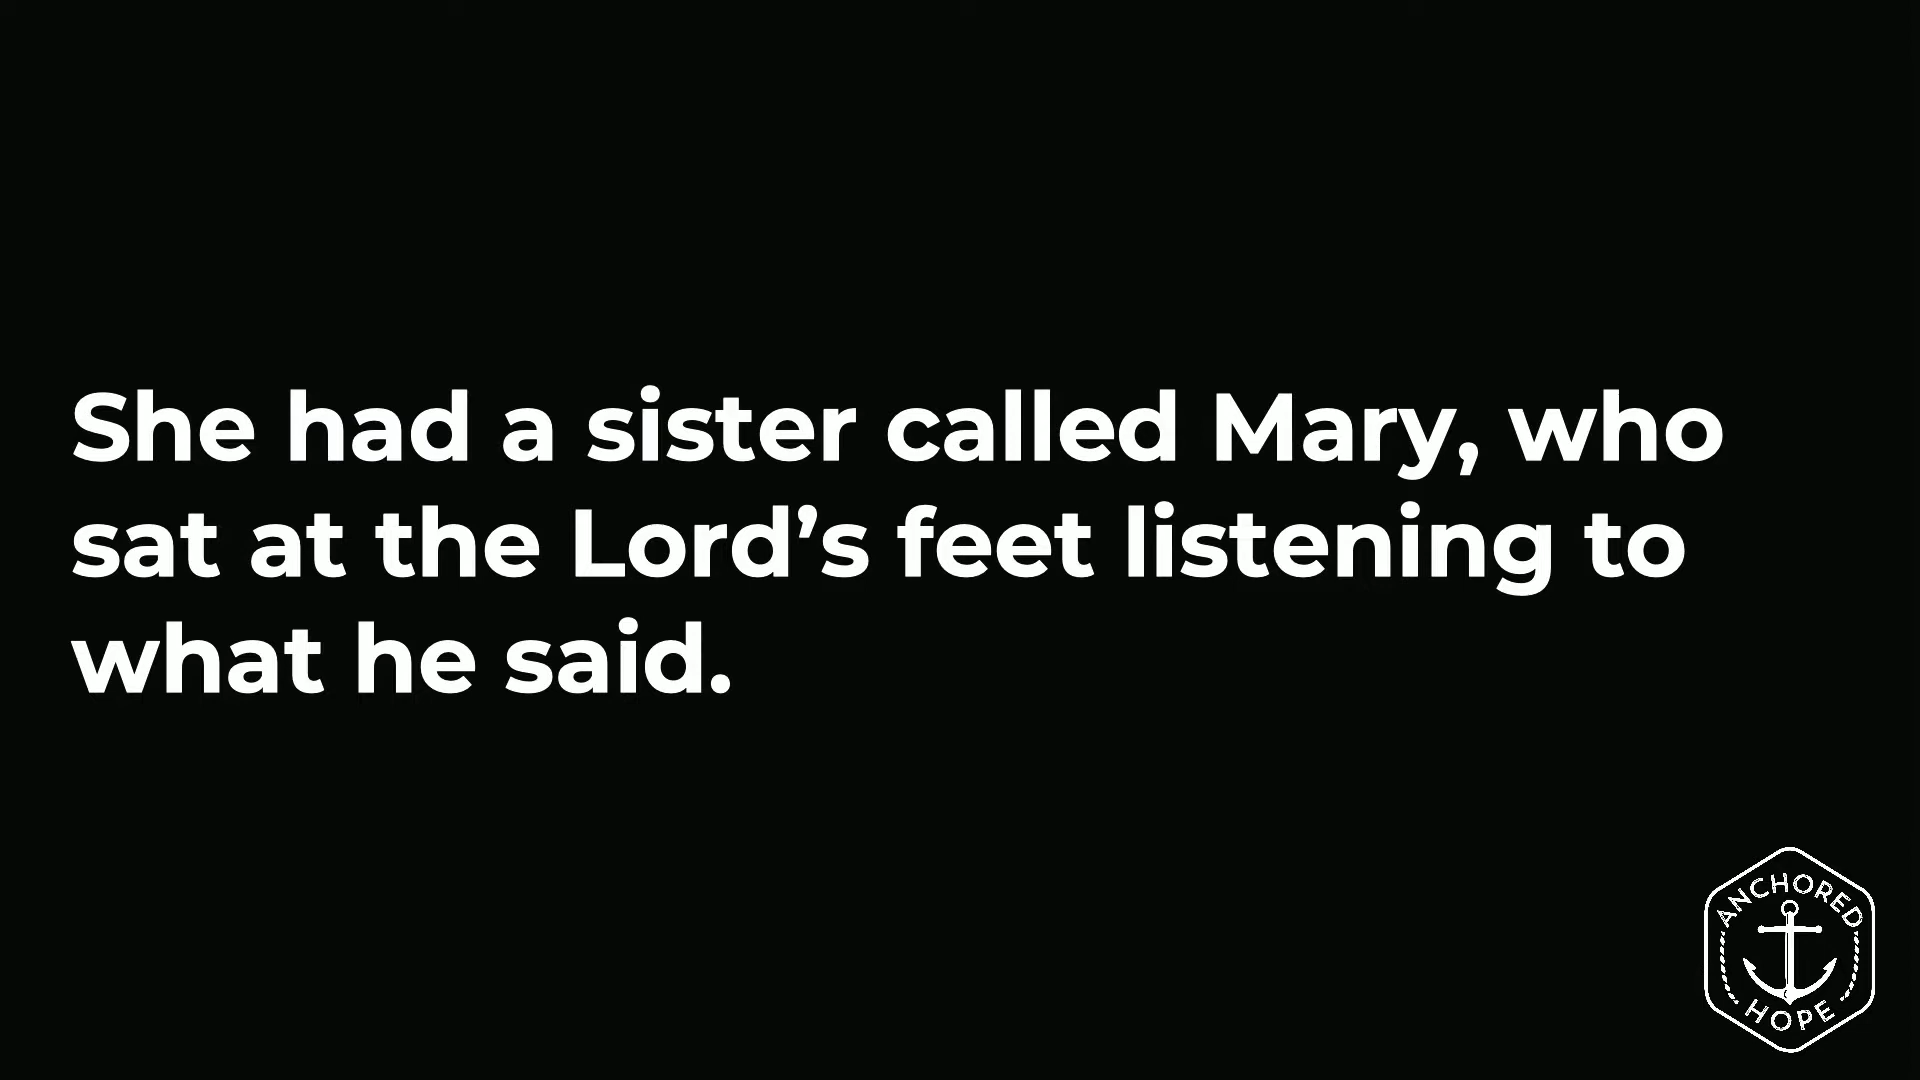 She had a sister called Mary, who
sat at the Lord’s feet listening to
what he said.
ANCHORED
HOPE